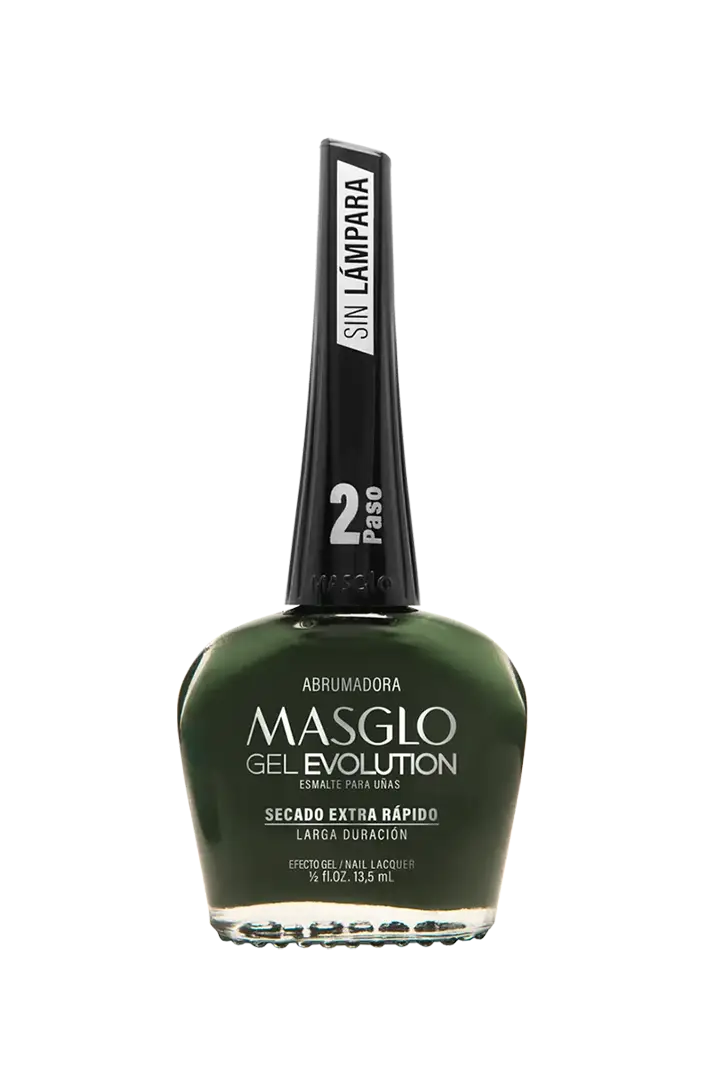 SIN LÁMPARA
2 Paso
MASGLO
ABRUMADORA
MASGLO
GEL EVOLUTION
ESMALTE PARA UÑAS
SECADO EXTRA RÁPIDO
LARGA DURACIÓN
EFECTO GEL / NAIL LACQUER
½ fl.OZ. 13,5 mL